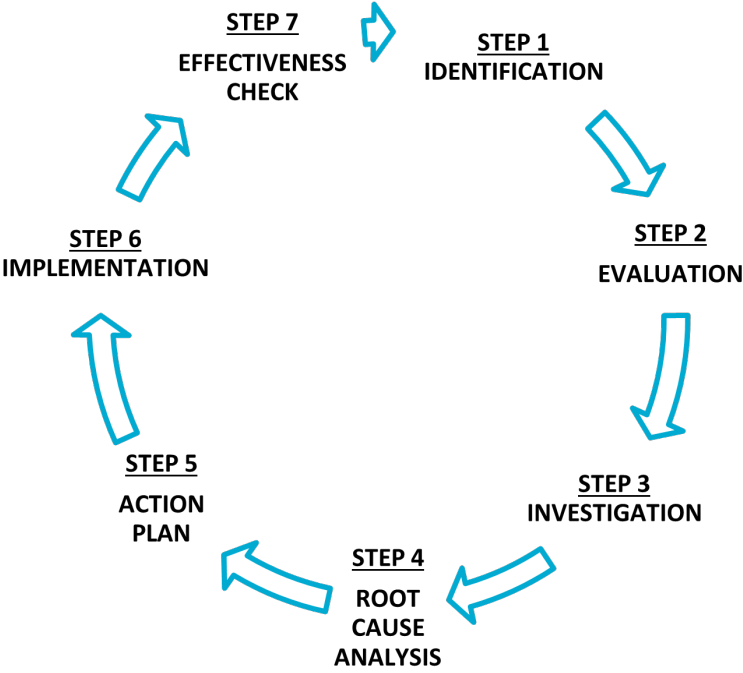 STEP 1
IDENTIFICATION
STEP 2
EVALUATION
STEP 3
INVESTIGATION
STEP 4
ROOT
CAUSE
ANALYSIS
STEP 5
ACTION
PLAN
STEP 6
IMPLEMENTATION
STEP 7
EFFECTIVENESS
CHECK